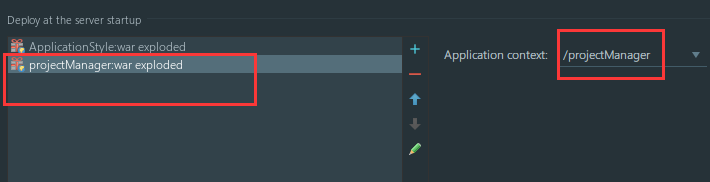 Deploy at the server startup
ApplicationStyle:war exploded
projectManager:war exploded
Application context: /projectManager